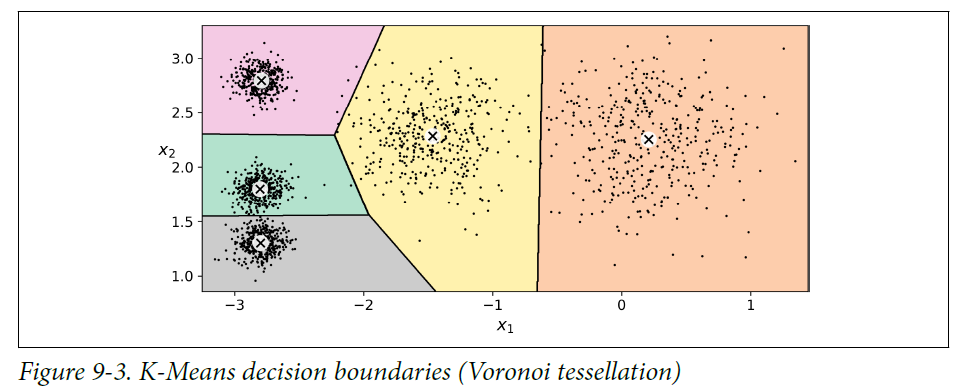 3.0
2.5
x2
2.0
1.5
1.0
−3 −2 −1 0 1
x1
Figure 9-3. K-Means decision boundaries (Voronoi tessellation)